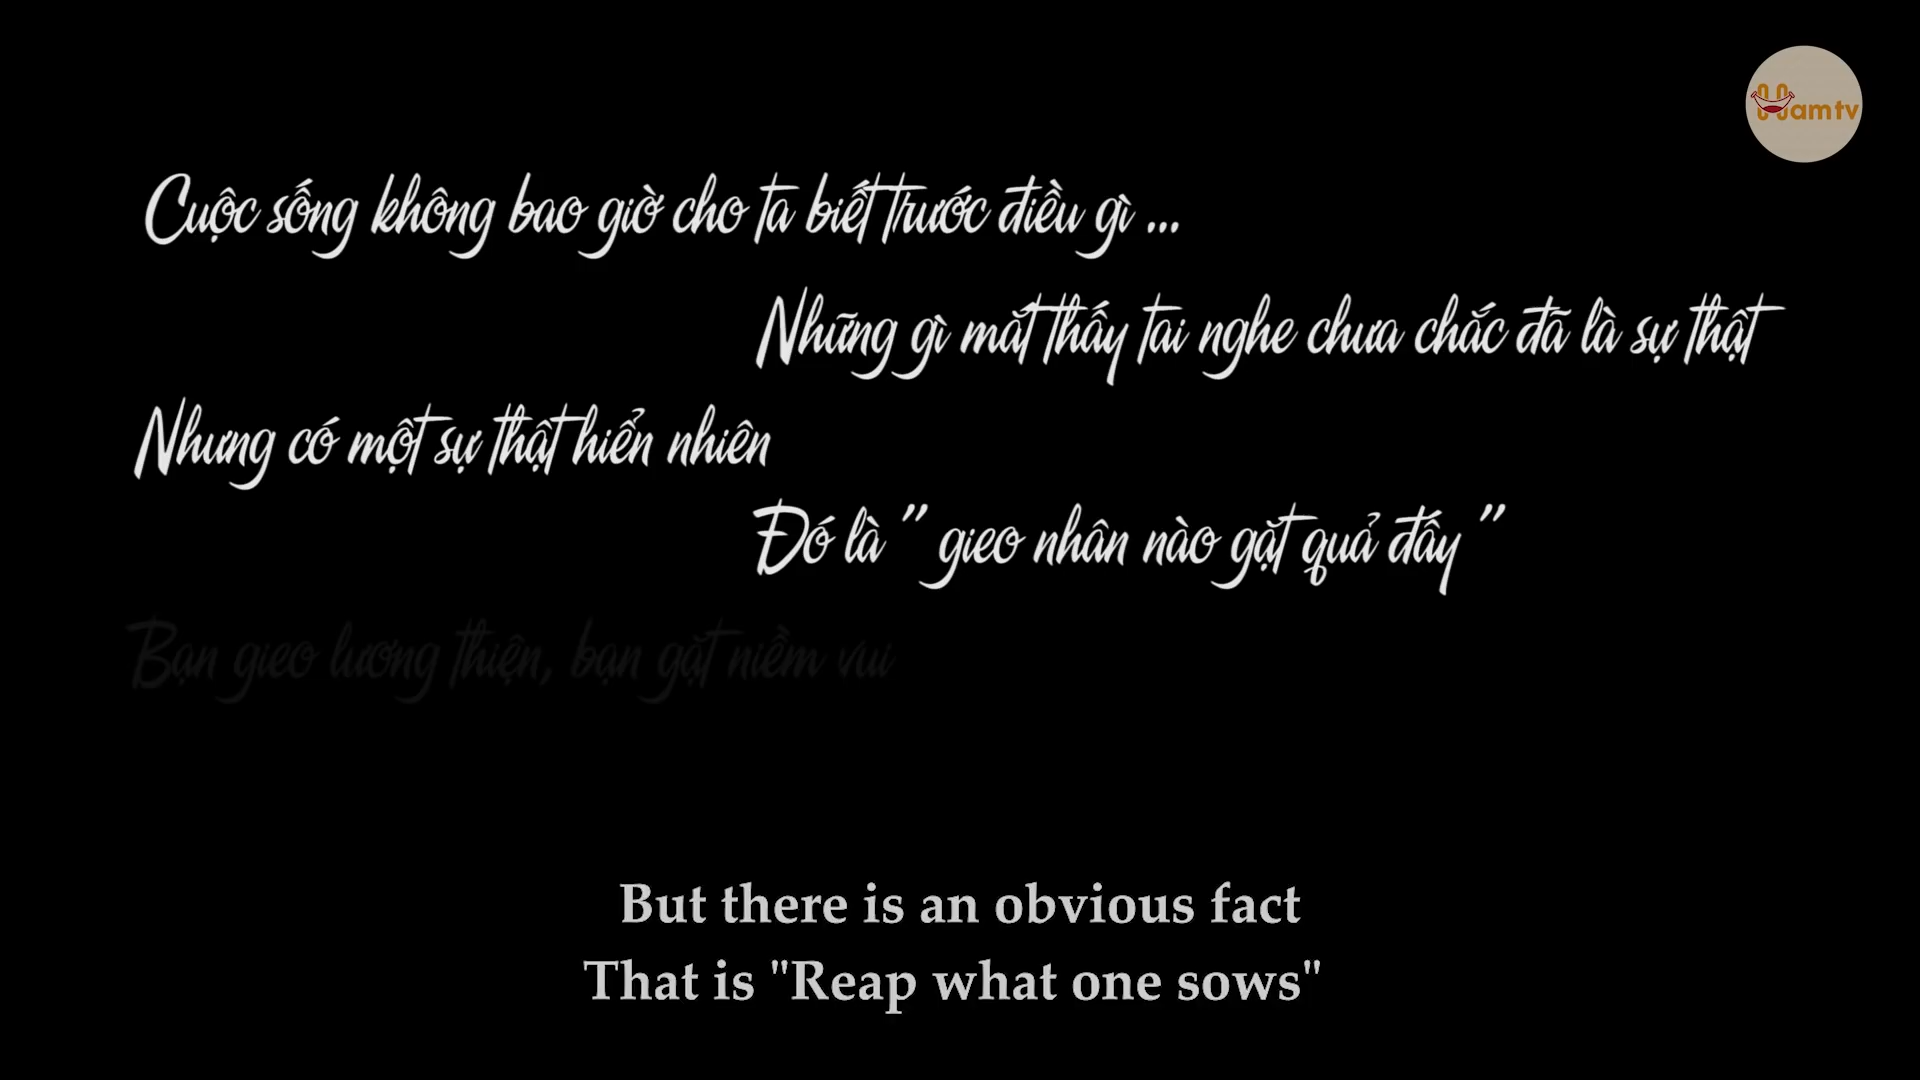 Hamtv
Cuộc sống không bao giờ cho ta biết trước điều gì ...
Những gì mắt thấy tai nghe chưa chắc đã là sự thật
Nhưng có một sự thật hiển nhiên
Đó là " gieo nhân nào gặt quả đấy "
Bạn gieo lương thiện, bạn gặt niềm vui
But there is an obvious fact
That is "Reap what one sows"